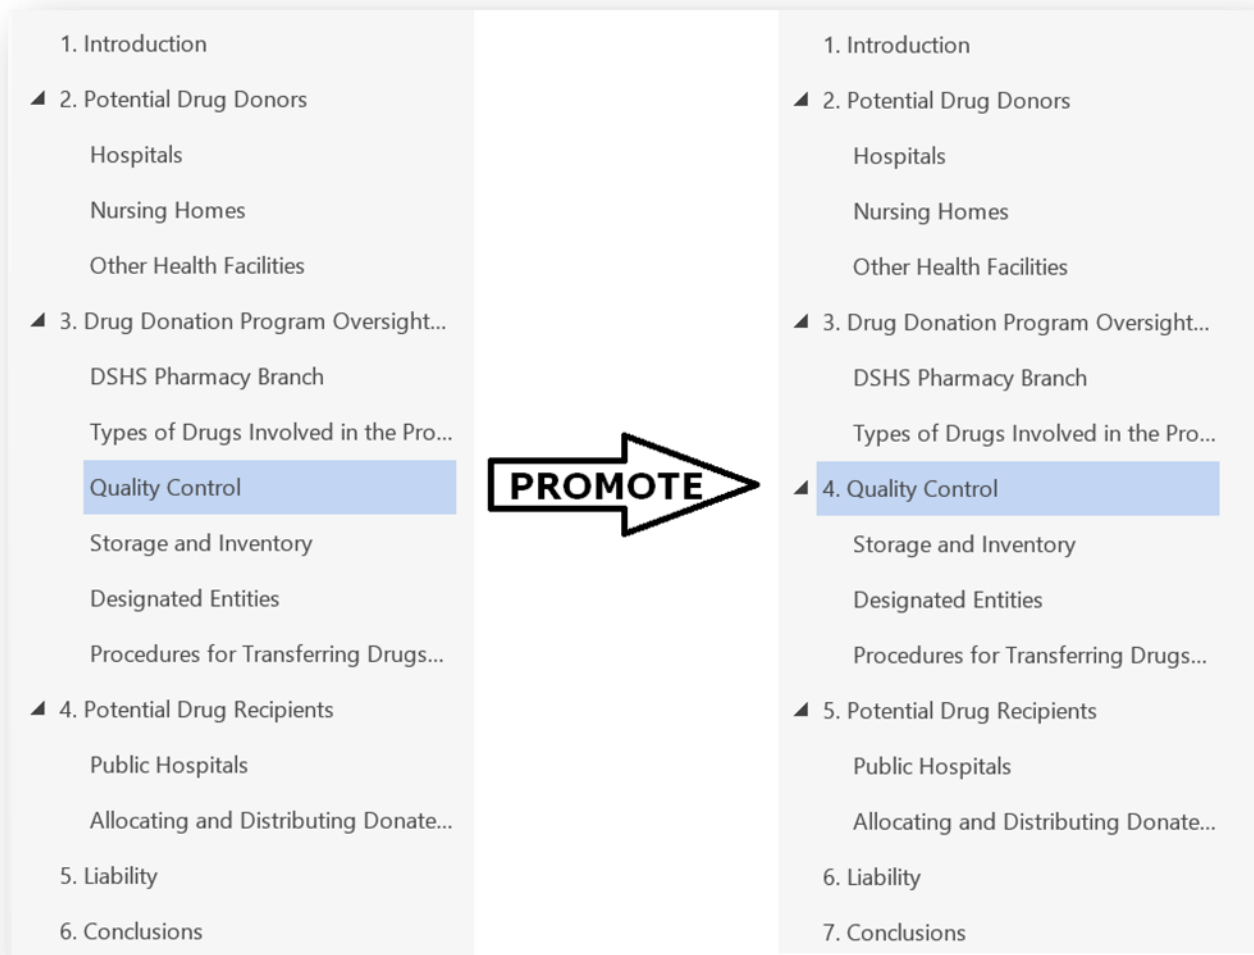 1. Introduction
2. Potential Drug Donors
Hospitals
Nursing Homes
Other Health Facilities
3. Drug Donation Program Oversight...
DSHS Pharmacy Branch
Types of Drugs Involved in the Pro...
Quality Control
Storage and Inventory
Designated Entities
Procedures for Transferring Drugs...
4. Potential Drug Recipients
Public Hospitals
Allocating and Distributing Donate...
5. Liability
6. Conclusions
PROMOTE
1. Introduction
2. Potential Drug Donors
Hospitals
Nursing Homes
Other Health Facilities
3. Drug Donation Program Oversight...
DSHS Pharmacy Branch
Types of Drugs Involved in the Pro...
4. Quality Control
Storage and Inventory
Designated Entities
Procedures for Transferring Drugs...
5. Potential Drug Recipients
Public Hospitals
Allocating and Distributing Donate...
6. Liability
7. Conclusions